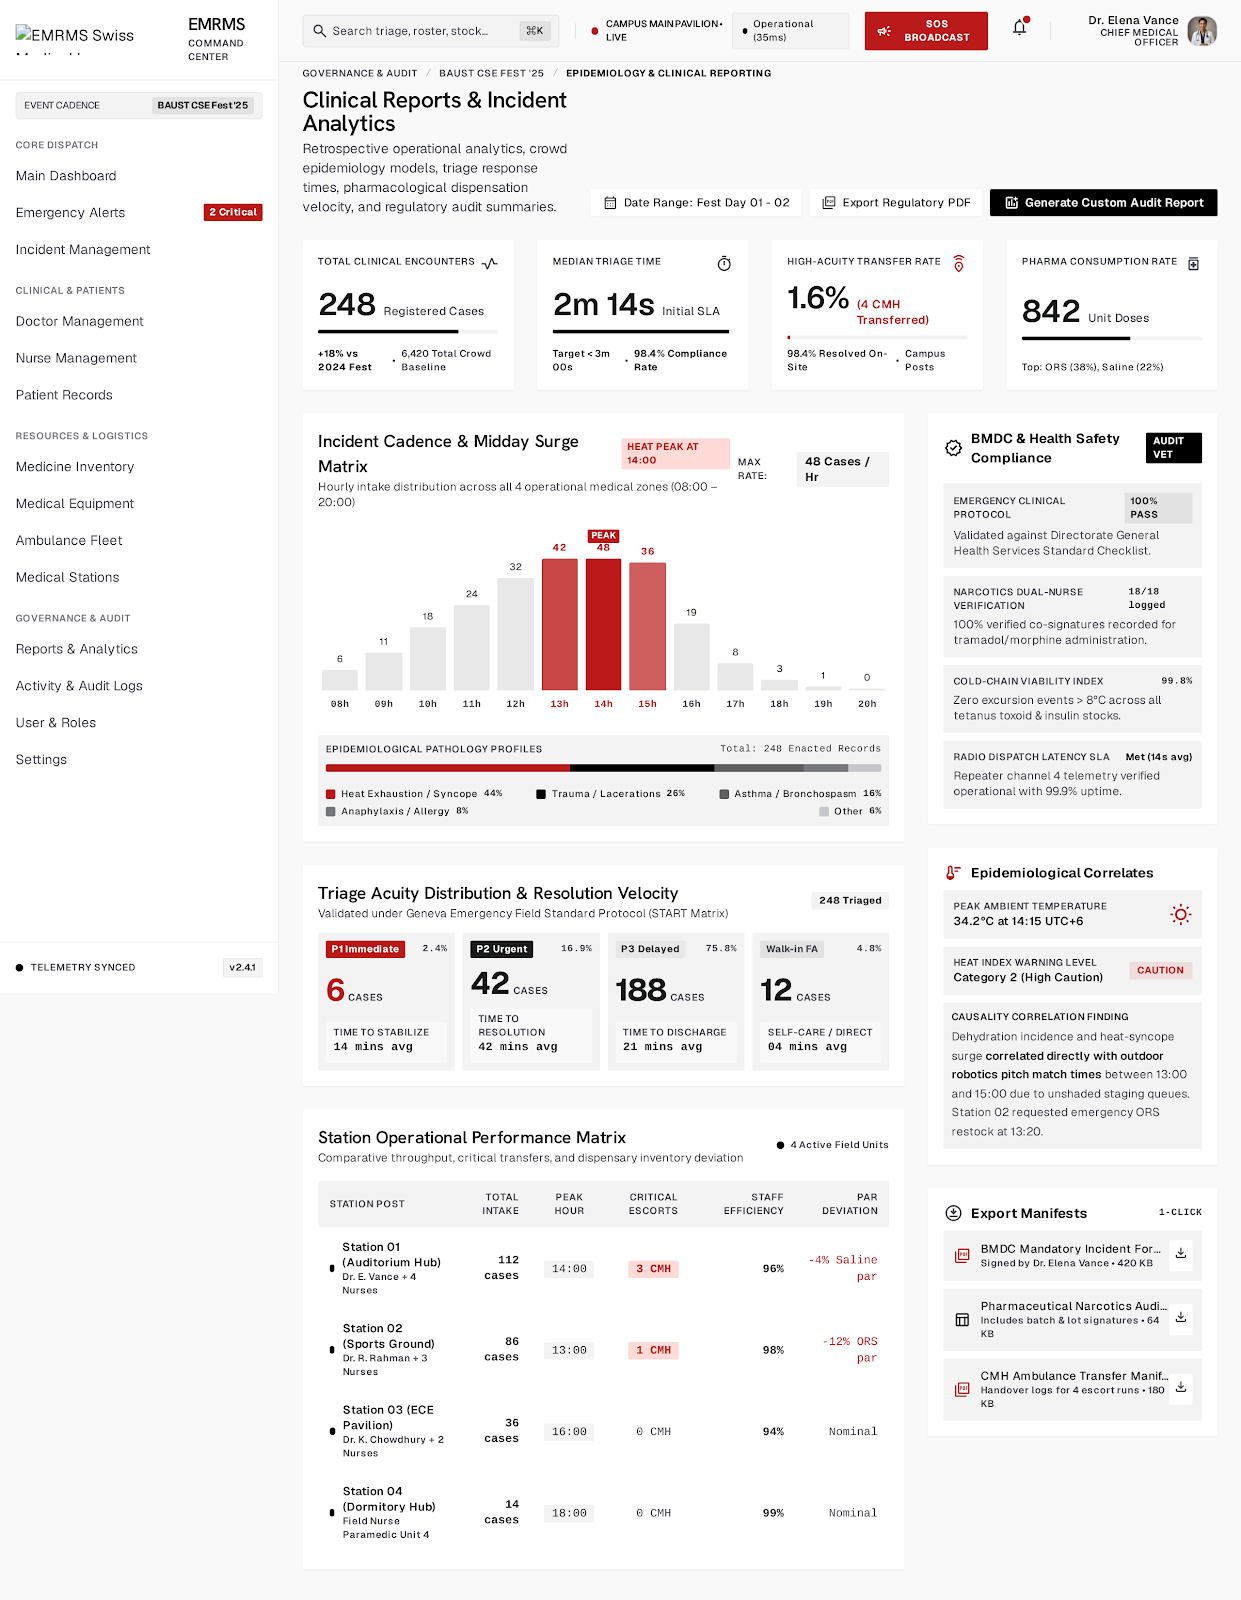 EMRMS Swiss
EMRMS
COMMAND
CENTER
EVENT CADENCE
BAUST CSE Fest'25
CORE DISPATCH
Main Dashboard
Emergency Alerts
2 Critical
Incident Management
CLINICAL & PATIENTS
Doctor Management
Nurse Management
Patient Records
RESOURCES & LOGISTICS
Medicine Inventory
Medical Equipment
Ambulance Fleet
Medical Stations
GOVERNANCE & AUDIT
Reports & Analytics
Activity & Audit Logs
User & Roles
Settings
TELEMETRY SYNCED
v2.4.1
Search triage, roster, stock...
⌘K
CAMPUS MAIN PAVILION •
LIVE
Operational
(35ms)
SOS
BROADCAST
Dr. Elena Vance
CHIEF MEDICAL
OFFICER
GOVERNANCE & AUDIT / BAUST CSE FEST '25 / EPIDEMIOLOGY & CLINICAL REPORTING
Clinical Reports & Incident
Analytics
Retrospective operational analytics, crowd
epidemiology models, triage response
times, pharmacological dispensation
velocity, and regulatory audit summaries.
Date Range: Fest Day 01 - 02
Export Regulatory PDF
Generate Custom Audit Report
TOTAL CLINICAL ENCOUNTERS
248 Registered Cases
+18% vs
2024 Fest
• 6,420 Total Crowd
Baseline
MEDIAN TRIAGE TIME
2m 14s Initial SLA
Target < 3m
00s
• 98.4% Compliance
Rate
HIGH-ACUITY TRANSFER RATE
1.6% (4 CMH
Transferred)
98.4% Resolved On-
Site
• Campus
Posts
PHARMA CONSUMPTION RATE
842 Unit Doses
Top: ORS (38%), Saline (22%)
Incident Cadence & Midday Surge
Matrix
HEAT PEAK AT
14:00
Hourly intake distribution across all 4 operational medical zones (08:00 –
20:00)
MAX
RATE:
48 Cases /
Hr
PEAK
6 11 18 24 32 42 48 36 19 8 3 1 0
08h 09h 10h 11h 12h 13h 14h 15h 16h 17h 18h 19h 20h
EPIDEMIOLOGICAL PATHOLOGY PROFILES
Total: 248 Enacted Records
Heat Exhaustion / Syncope 44%
Trauma / Lacerations 26%
Asthma / Bronchospasm 16%
Anaphylaxis / Allergy 8%
Other 6%
Triage Acuity Distribution & Resolution Velocity
Validated under Geneva Emergency Field Standard Protocol (START Matrix)
248 Triaged
P1 Immediate 2.4%
6 CASES
TIME TO STABILIZE
14 mins avg
P2 Urgent 16.9%
42 CASES
TIME TO
RESOLUTION
42 mins avg
P3 Delayed 75.8%
188 CASES
TIME TO DISCHARGE
21 mins avg
Walk-in FA 4.8%
12 CASES
SELF-CARE / DIRECT
04 mins avg
Station Operational Performance Matrix
Comparative throughput, critical transfers, and dispensary inventory deviation
4 Active Field Units
STATION POST
TOTAL
INTAKE
PEAK
HOUR
CRITICAL
ESCORTS
STAFF
EFFICIENCY
PAR
DEVIATION
Station 01
(Auditorium Hub)
Dr. E. Vance + 4
Nurses
112
cases
14:00
3 CMH
96%
-4% Saline
par
Station 02
(Sports Ground)
Dr. R. Rahman + 3
Nurses
86
cases
13:00
1 CMH
98%
-12% ORS
par
Station 03 (ECE
Pavilion)
Dr. K. Chowdhury + 2
Nurses
36
cases
16:00
0 CMH
94%
Nominal
Station 04
(Dormitory Hub)
Field Nurse
Paramedic Unit 4
14
cases
18:00
0 CMH
99%
Nominal
BMDC & Health Safety
Compliance
AUDIT
VET
EMERGENCY CLINICAL
PROTOCOL
100%
PASS
Validated against Directorate General
Health Services Standard Checklist.
NARCOTICS DUAL-NURSE
VERIFICATION
18/18
logged
100% verified co-signatures recorded for
tramadol/morphine administration.
COLD-CHAIN VIABILITY INDEX
99.8%
Zero excursion events > 8°C across all
tetanus toxoid & insulin stocks.
RADIO DISPATCH LATENCY SLA
Met (14s avg)
Repeater channel 4 telemetry verified
operational with 99.9% uptime.
Epidemiological Correlates
PEAK AMBIENT TEMPERATURE
34.2°C at 14:15 UTC+6
HEAT INDEX WARNING LEVEL
Category 2 (High Caution)
CAUTION
CAUSALITY CORRELATION FINDING
Dehydration incidence and heat-syncope
surge correlated directly with outdoor
robotics pitch match times between 13:00
and 15:00 due to unshaded staging queues.
Station 02 requested emergency ORS
restock at 13:20.
Export Manifests
1-CLICK
BMDC Mandatory Incident For...
Signed by Dr. Elena Vance • 420 KB
Pharmaceutical Narcotics Audi...
Includes batch & lot signatures • 64
KB
CMH Ambulance Transfer Manif...
Handover logs for 4 escort runs • 180
KB